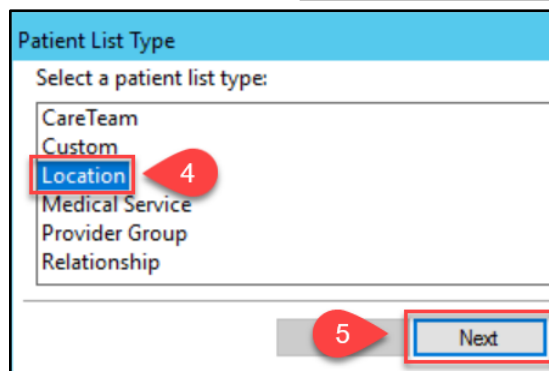 Patient List Type
Select a patient list type:
CareTeam
Custom
Location
4
Medical Service
Provider Group
Relationship
5
Next